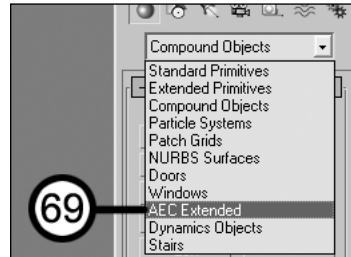 Compound Objects
Standard Primitives
Extended Primitives
Compound Objects
Particle Systems
Patch Grids
NURBS Surfaces
Doors
Windows
69 AEC Extended
Dynamics Objects
Stairs